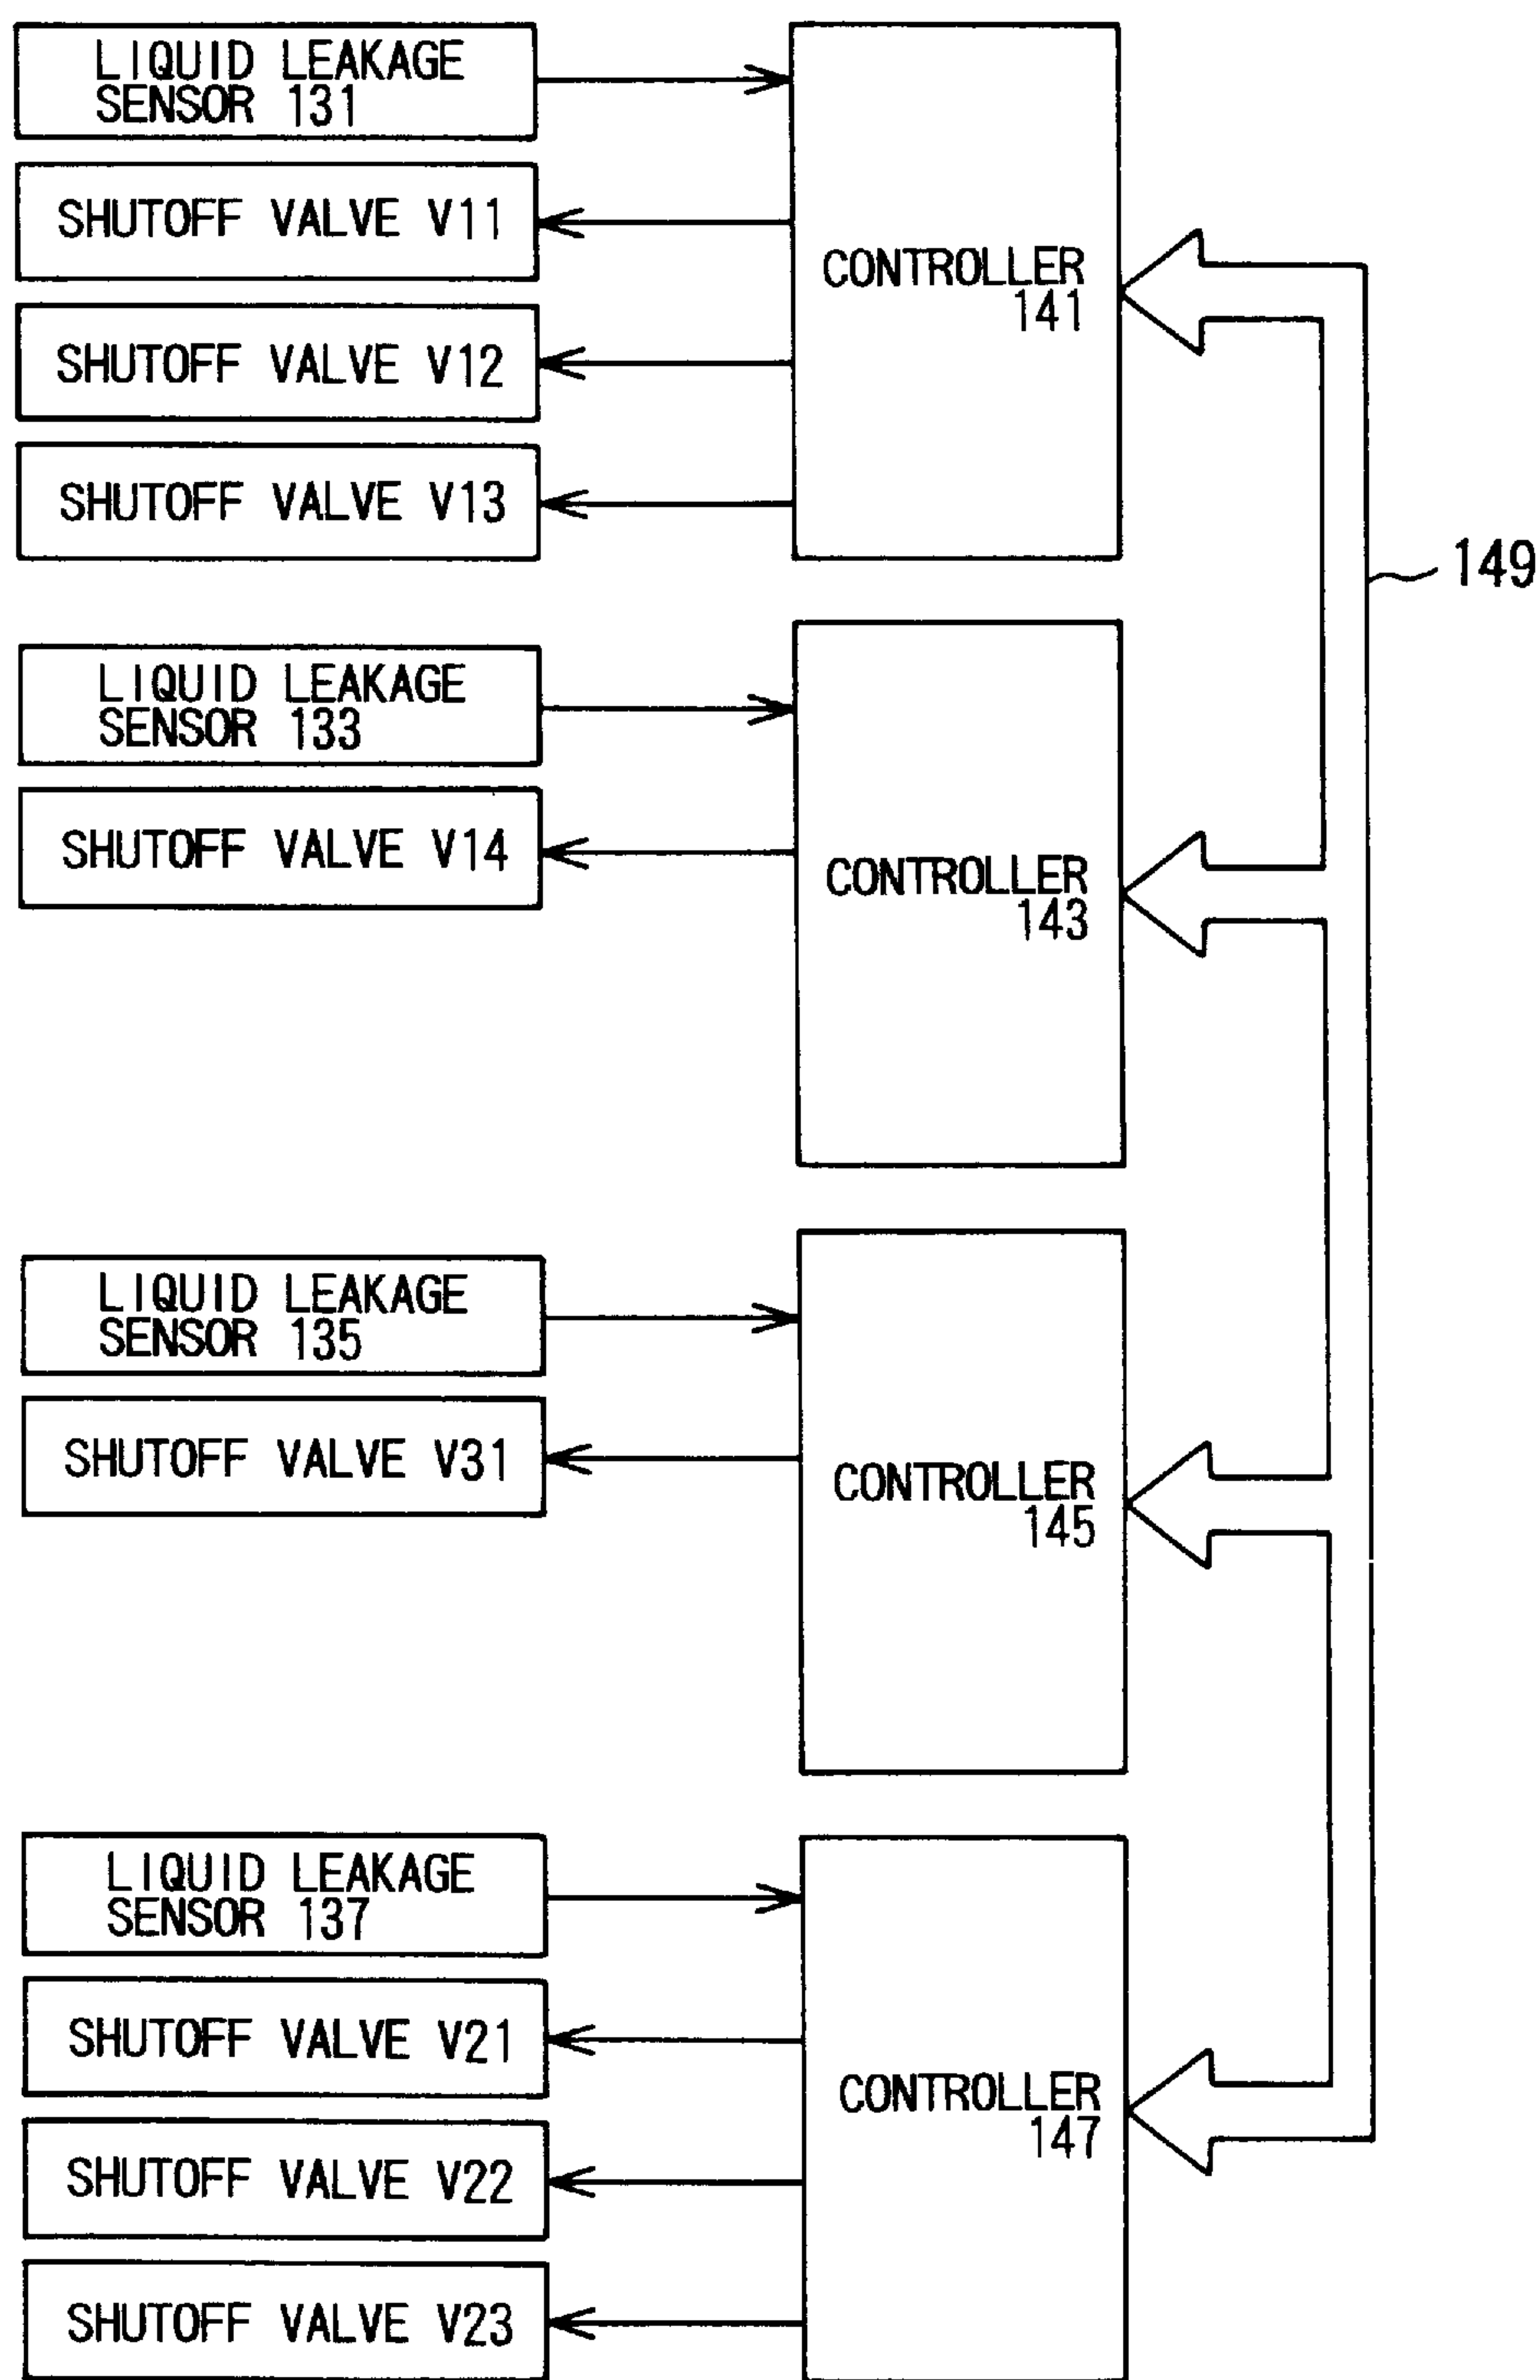 LIQUID LEAKAGE
SENSOR 131
SHUTOFF VALVE V11
SHUTOFF VALVE V12
SHUTOFF VALVE V13
CONTROLLER
141
149
LIQUID LEAKAGE
SENSOR 133
SHUTOFF VALVE V14
CONTROLLER
143
LIQUID LEAKAGE
SENSOR 135
SHUTOFF VALVE V31
CONTROLLER
145
LIQUID LEAKAGE
SENSOR 137
SHUTOFF VALVE V21
SHUTOFF VALVE V22
SHUTOFF VALVE V23
CONTROLLER
147